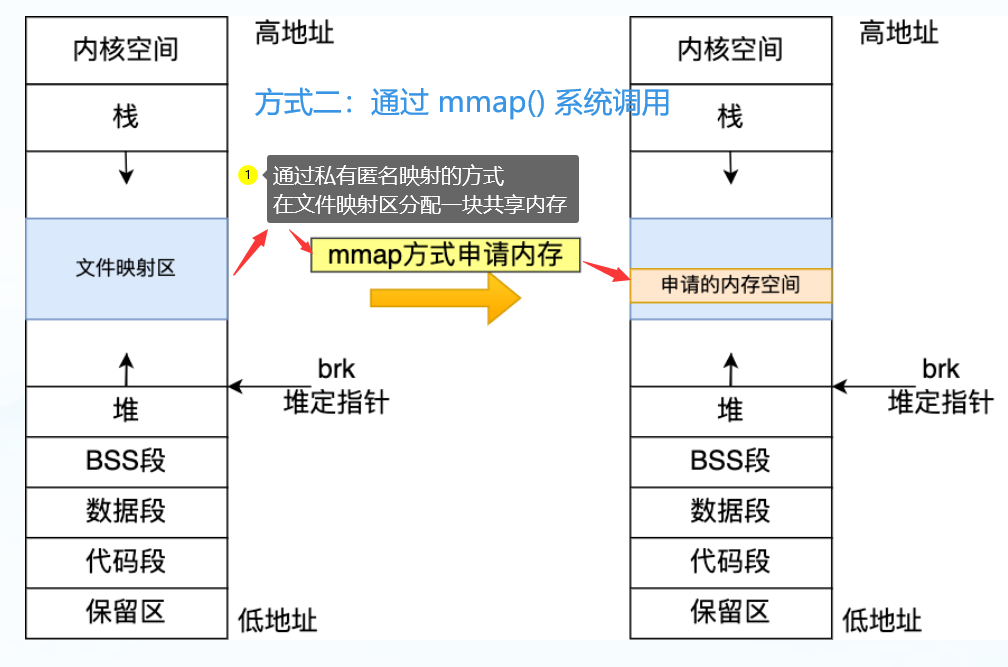 高地址
高地址
内核空间
内核空间
方式二：通过 mmap() 系统调用
栈
栈
1
通过私有匿名映射的方式
在文件映射区分配一块共享内存
mmap方式申请内存
文件映射区
申请的内存空间
brk
堆定指针
brk
堆定指针
堆
堆
BSS段
BSS段
数据段
数据段
代码段
代码段
保留区
保留区
低地址
低地址